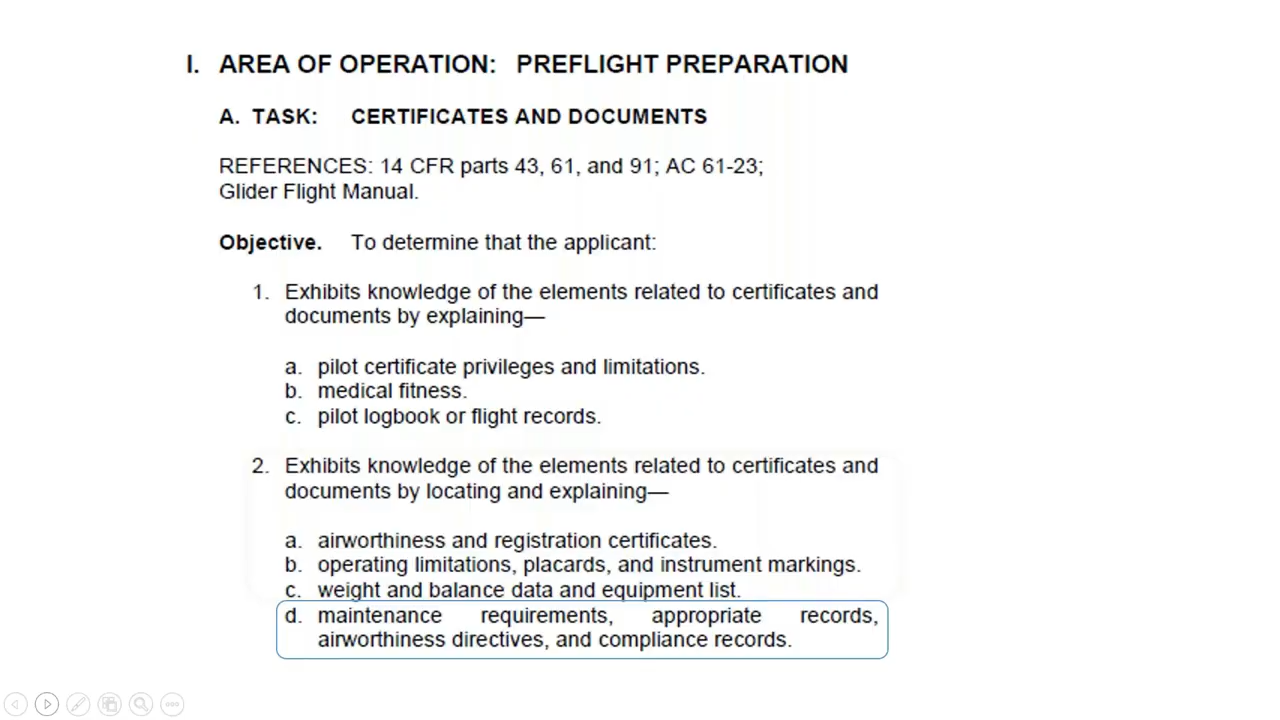 I. AREA OF OPERATION: PREFLIGHT PREPARATION
A. TASK: CERTIFICATES AND DOCUMENTS
REFERENCES: 14 CFR parts 43, 61, and 91; AC 61-23;
Glider Flight Manual.
Objective. To determine that the applicant:
1. Exhibits knowledge of the elements related to certificates and
documents by explaining—
a. pilot certificate privileges and limitations.
b. medical fitness.
c. pilot logbook or flight records.
2. Exhibits knowledge of the elements related to certificates and
documents by locating and explaining—
a. airworthiness and registration certificates.
b. operating limitations, placards, and instrument markings.
c. weight and balance data and equipment list.
d. maintenance requirements, appropriate records,
airworthiness directives, and compliance records.